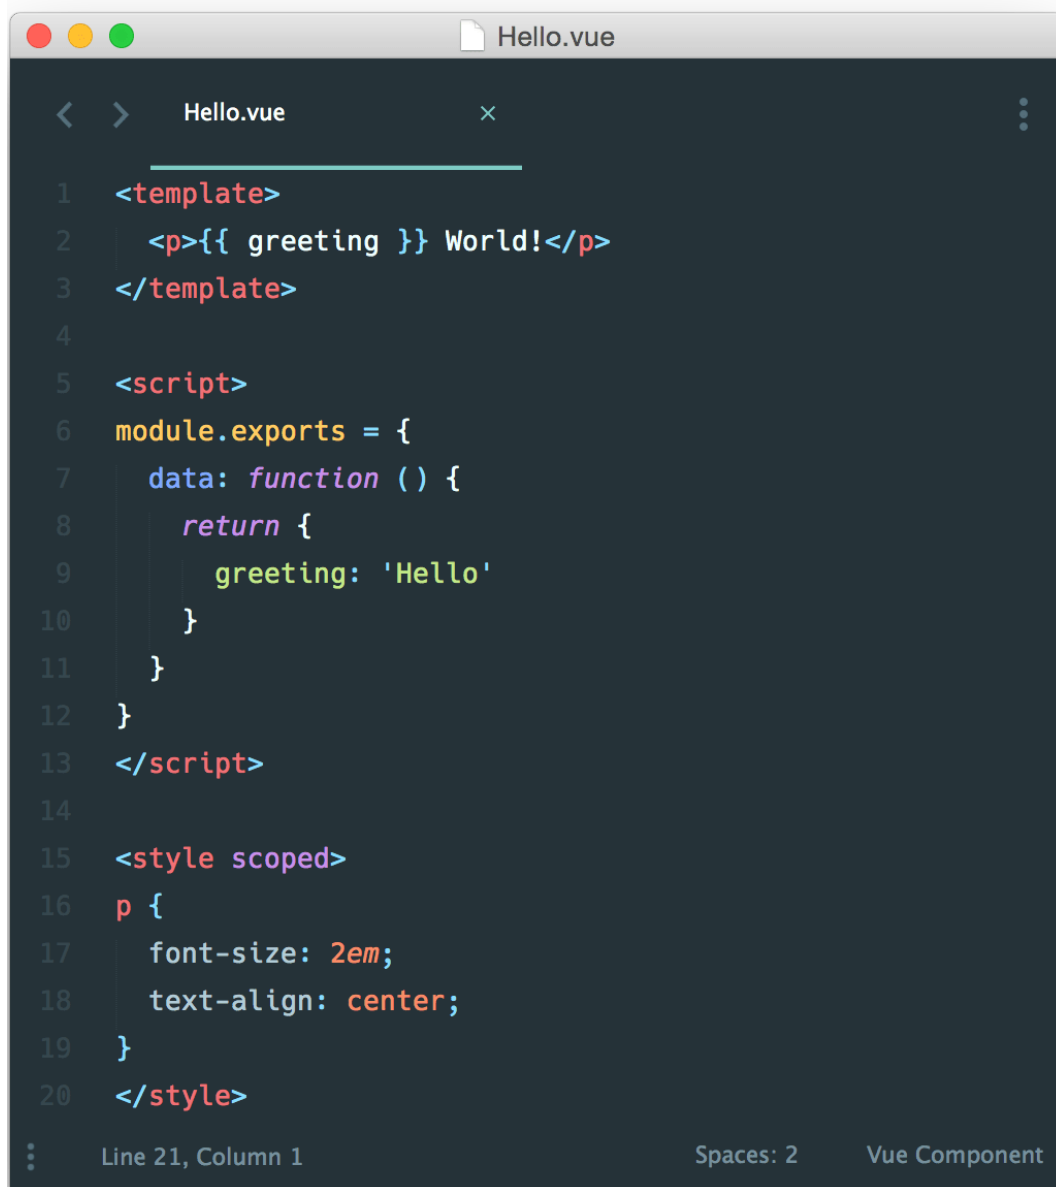 Hello.vue
Hello.vue ×
1 <template>
2   <p>{{ greeting }} World!</p>
3 </template>
4
5 <script>
6 module.exports = {
7   data: function () {
8     return {
9       greeting: 'Hello'
10     }
11   }
12 }
13 </script>
14
15 <style scoped>
16 p {
17   font-size: 2em;
18   text-align: center;
19 }
20 </style>
Line 21, Column 1 Spaces: 2 Vue Component